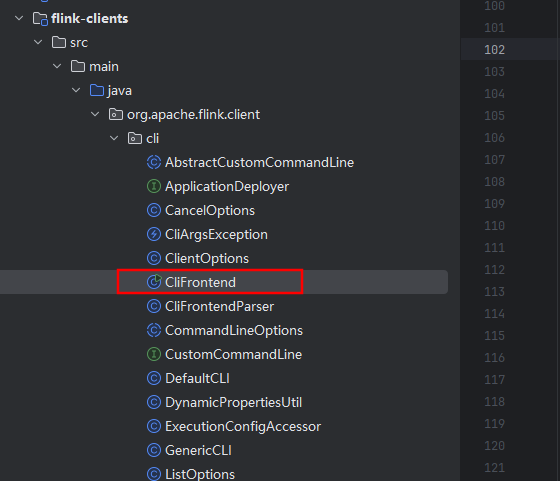 flink-clients
src
main
java
org.apache.flink.client
cli
AbstractCustomCommandLine
ApplicationDeployer
CancelOptions
CliArgsException
ClientOptions
CliFrontend
CliFrontendParser
CommandLineOptions
CustomCommandLine
DefaultCLI
DynamicPropertiesUtil
ExecutionConfigAccessor
GenericCLI
ListOptions
100
102
103
104
105
106
107
108
109
110
111
112
113
114
115
116
117
118
119
120
121